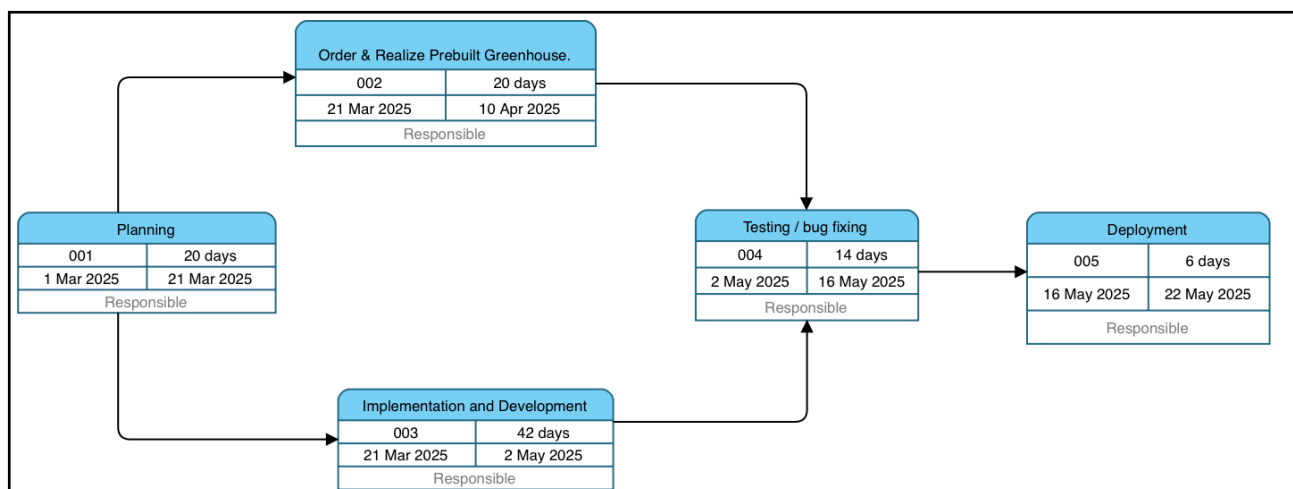 Order & Realize Prebuilt Greenhouse.
002 20 days
21 Mar 2025 10 Apr 2025
Responsible
Planning
001 20 days
1 Mar 2025 21 Mar 2025
Responsible
Testing / bug fixing
004 14 days
2 May 2025 16 May 2025
Responsible
Deployment
005 6 days
16 May 2025 22 May 2025
Responsible
Implementation and Development
003 42 days
21 Mar 2025 2 May 2025
Responsible